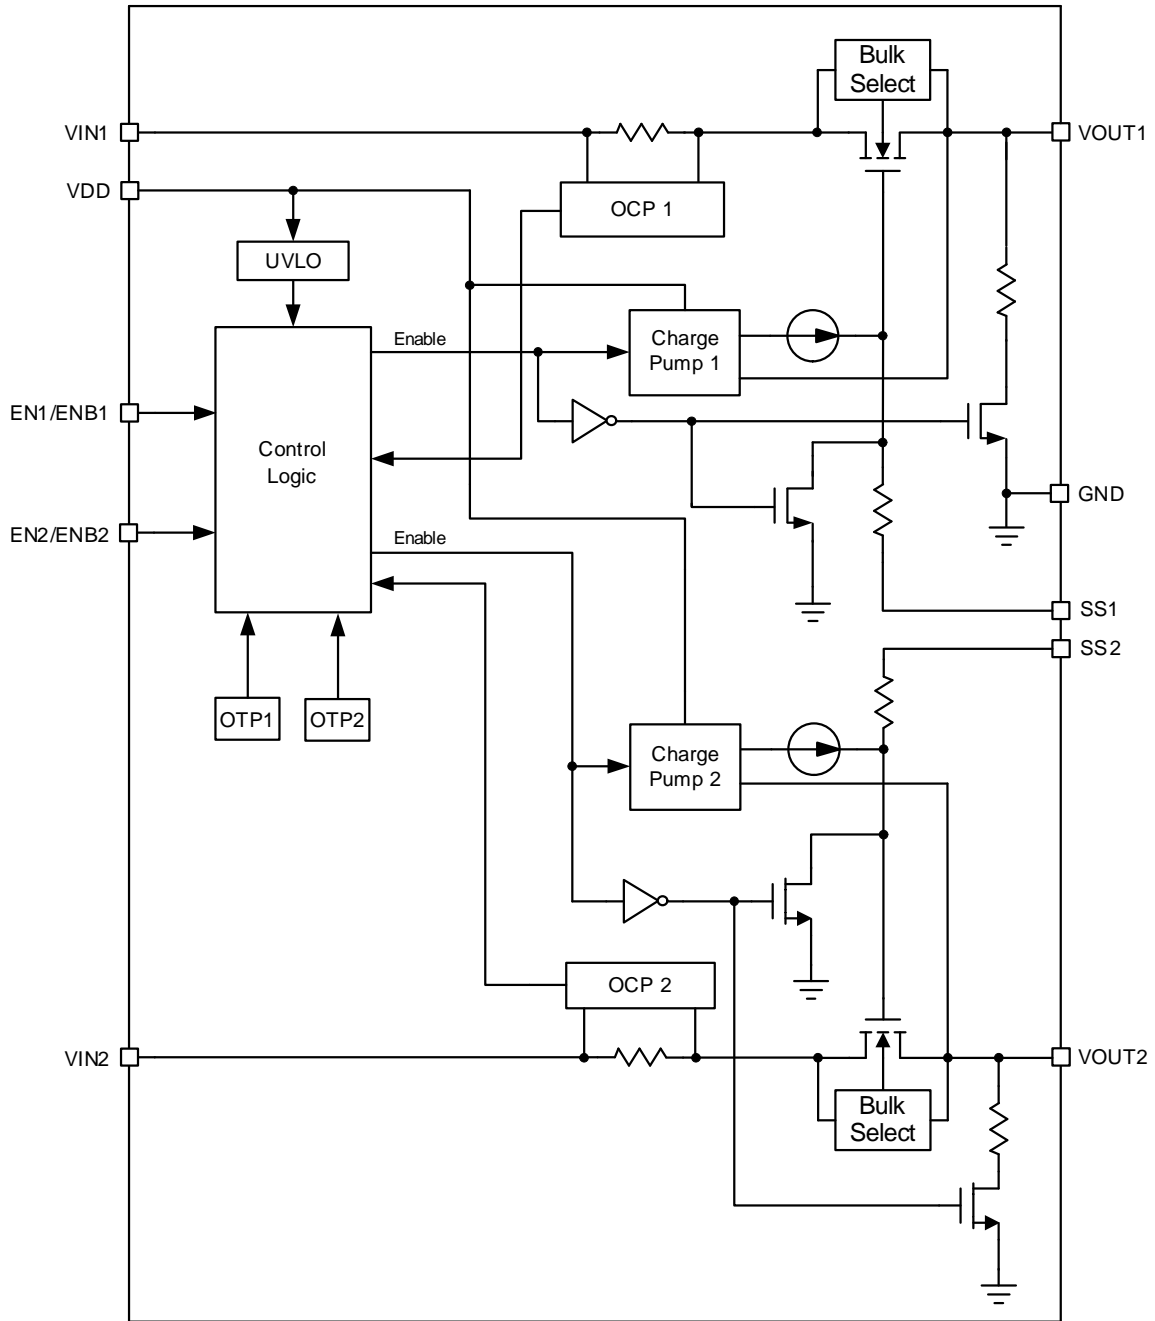 Bulk
Select
VIN1
VOUT1
VDD
OCP 1
UVLO
Enable
Charge
Pump 1
EN1/ENB1
Control
Logic
GND
EN2/ENB2
Enable
SS1
SS2
OTP1
OTP2
Charge
Pump 2
OCP 2
VIN2
VOUT2
Bulk
Select